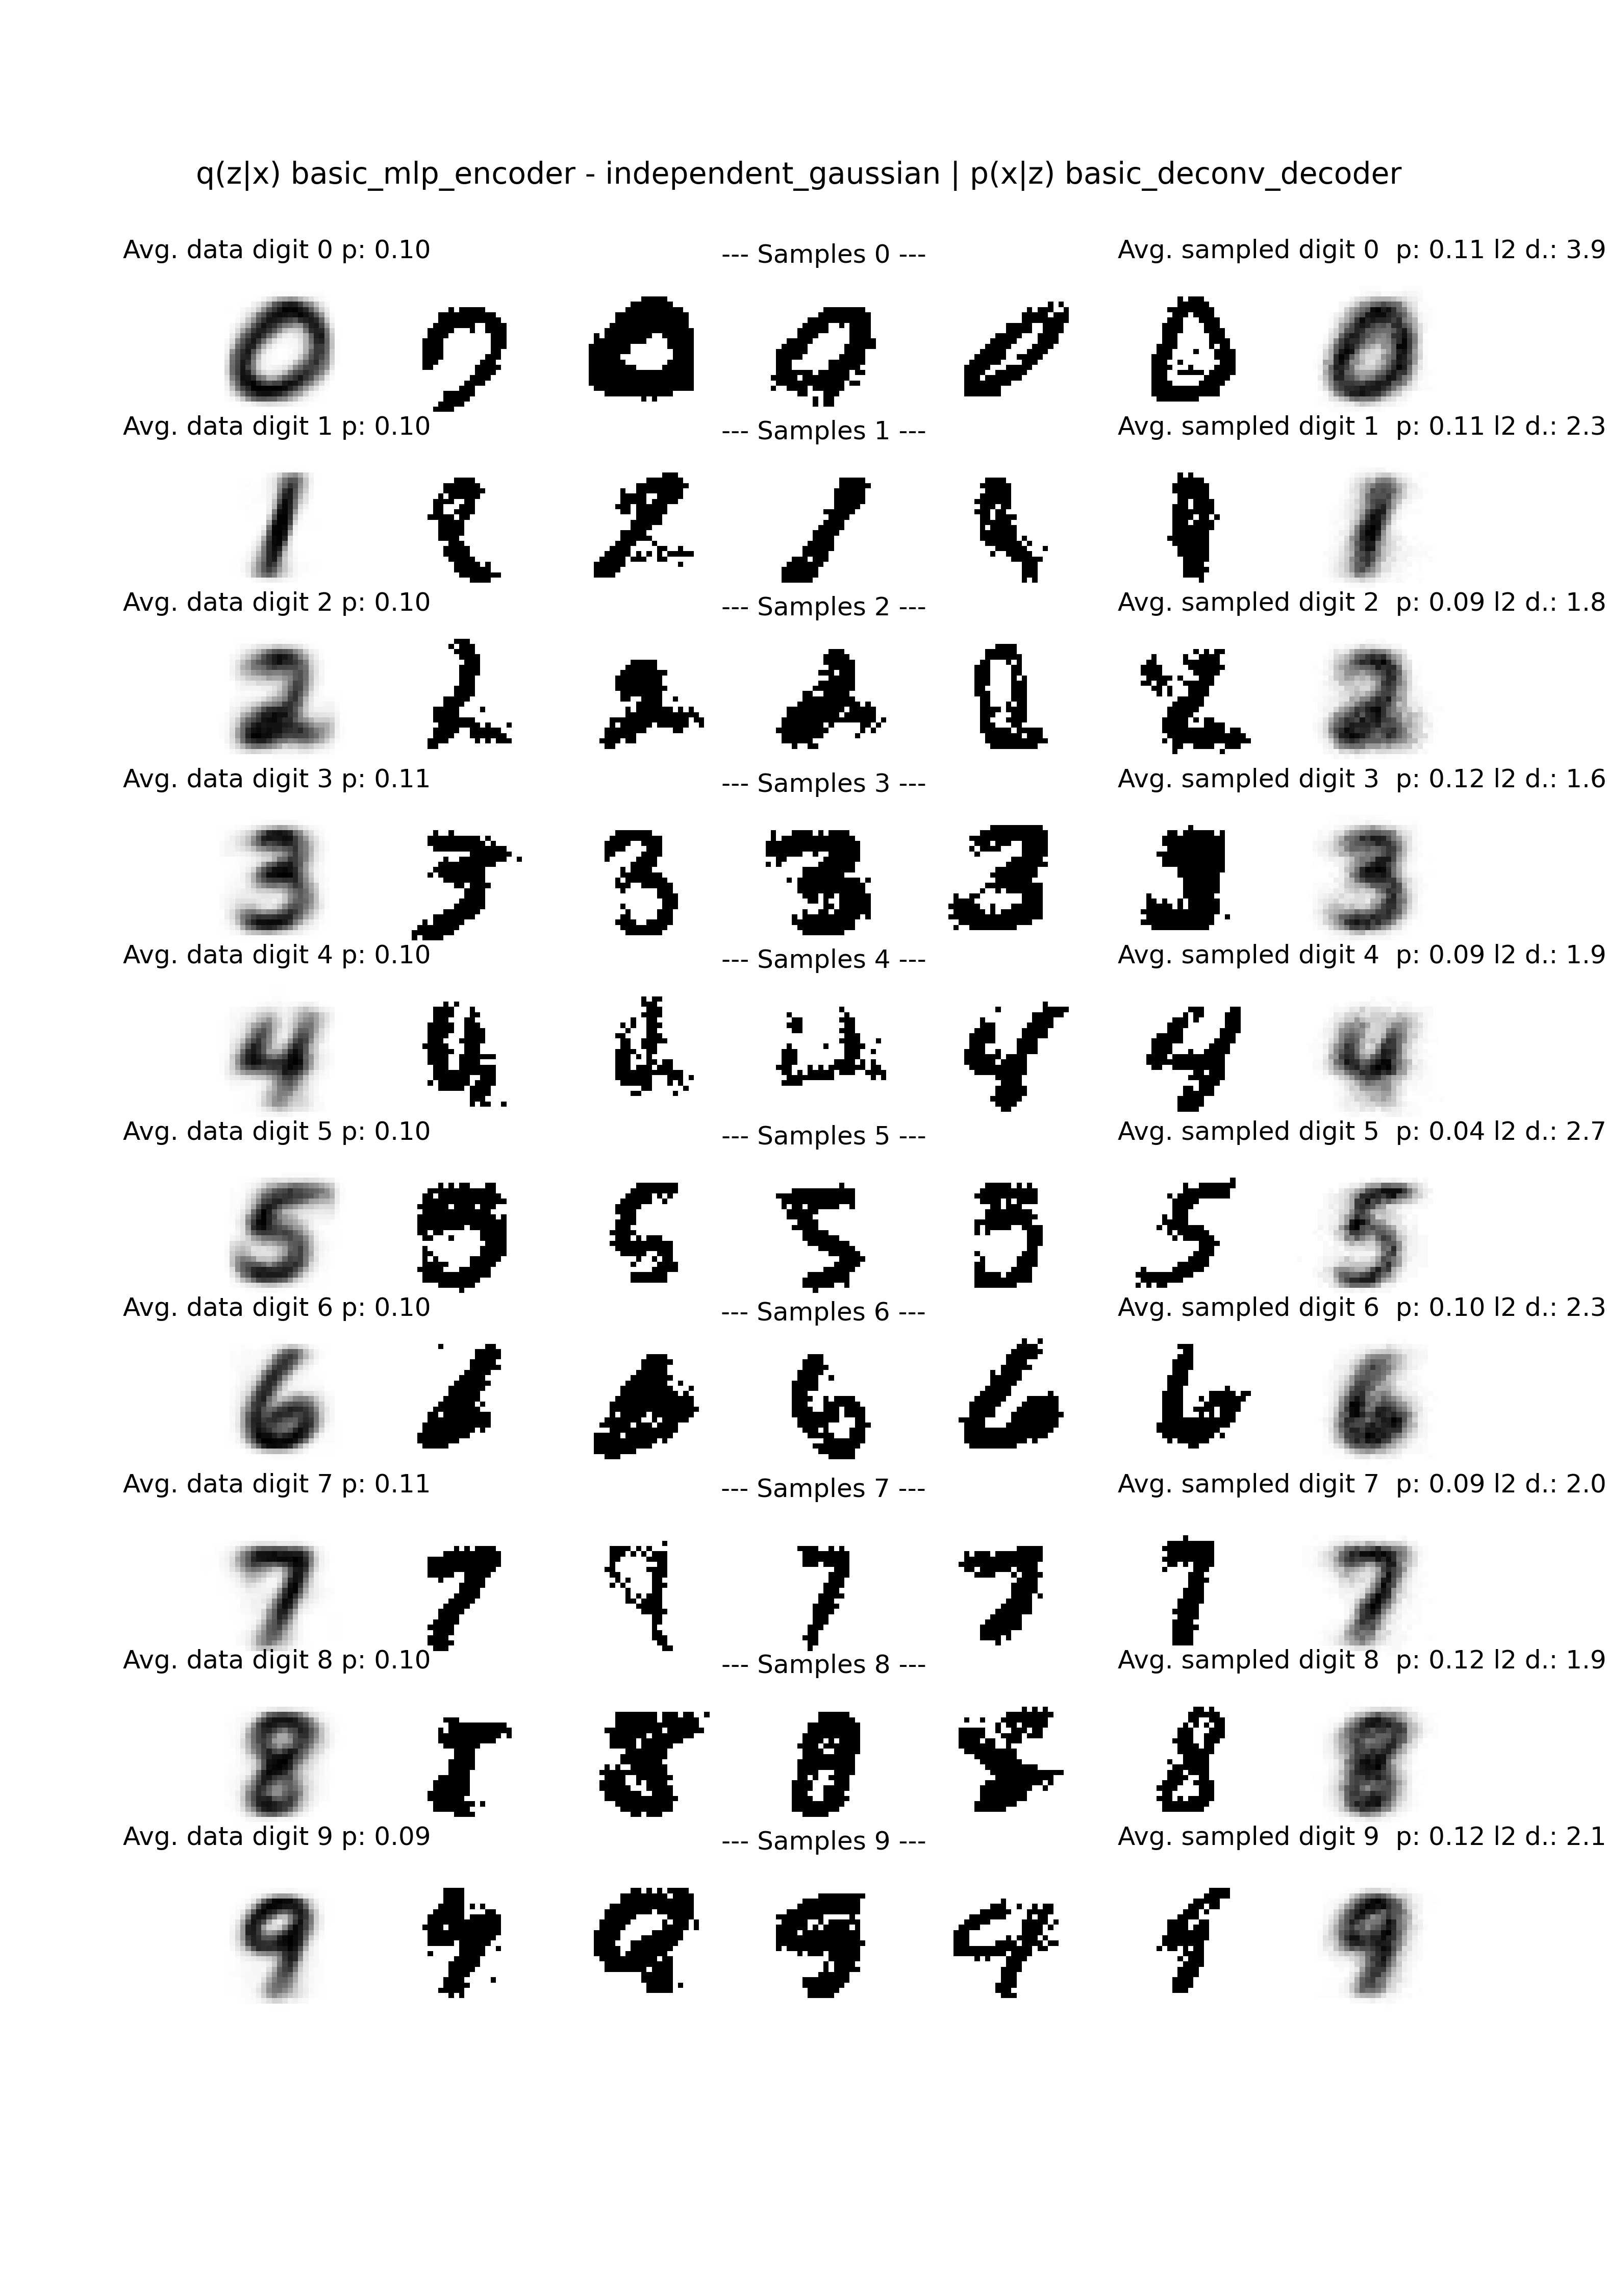 q(z|x) basic_mlp_encoder - independent_gaussian | p(x|z) basic_deconv_decoder
Avg. data digit 0 p: 0.10 --- Samples 0 --- Avg. sampled digit 0 p: 0.11 l2 d.: 3.9
Avg. data digit 1 p: 0.10 --- Samples 1 --- Avg. sampled digit 1 p: 0.11 l2 d.: 2.3
Avg. data digit 2 p: 0.10 --- Samples 2 --- Avg. sampled digit 2 p: 0.09 l2 d.: 1.8
Avg. data digit 3 p: 0.11 --- Samples 3 --- Avg. sampled digit 3 p: 0.12 l2 d.: 1.6
Avg. data digit 4 p: 0.10 --- Samples 4 --- Avg. sampled digit 4 p: 0.09 l2 d.: 1.9
Avg. data digit 5 p: 0.10 --- Samples 5 --- Avg. sampled digit 5 p: 0.04 l2 d.: 2.7
Avg. data digit 6 p: 0.10 --- Samples 6 --- Avg. sampled digit 6 p: 0.10 l2 d.: 2.3
Avg. data digit 7 p: 0.11 --- Samples 7 --- Avg. sampled digit 7 p: 0.09 l2 d.: 2.0
Avg. data digit 8 p: 0.10 --- Samples 8 --- Avg. sampled digit 8 p: 0.12 l2 d.: 1.9
Avg. data digit 9 p: 0.09 --- Samples 9 --- Avg. sampled digit 9 p: 0.12 l2 d.: 2.1